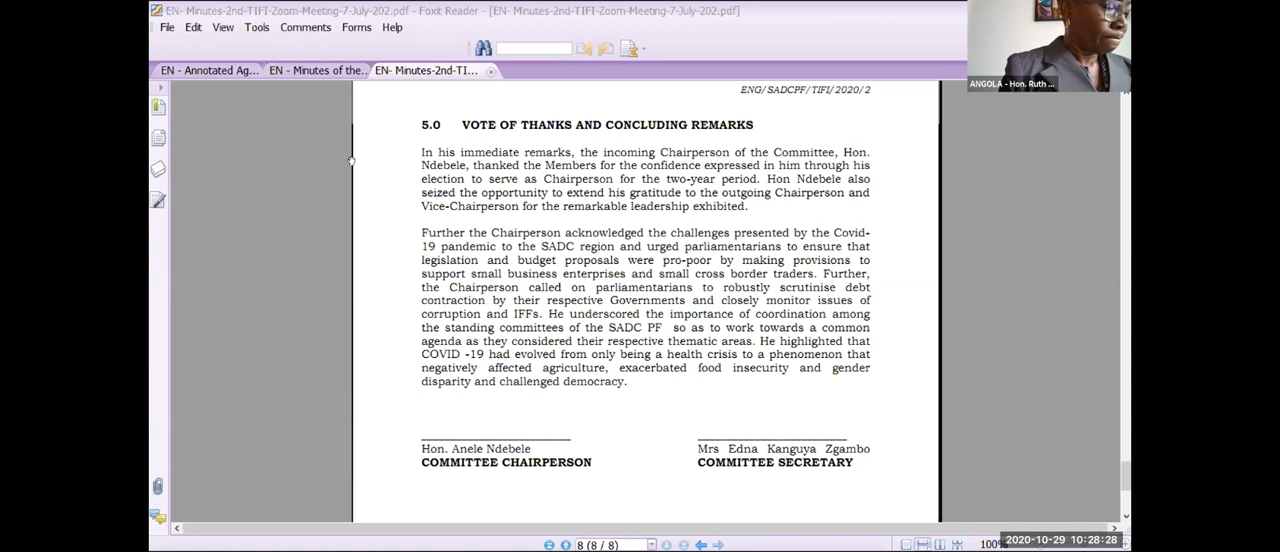 EN- Minutes-2nd-TIFI-Zoom-Meeting-7-July-202.pdf - Foxit Reader - [EN- Minutes-2nd-TIFI-Zoom-Meeting-7-July-202.pdf]
File Edit View Tools Comments Forms Help
EN - Annotated Ag... EN - Minutes of the... EN- Minutes-2nd-TI...
ANGOLA - Hon. Ruth ...
ENG/SADCPF/TIFI/2020/2
5.0 VOTE OF THANKS AND CONCLUDING REMARKS
In his immediate remarks, the incoming Chairperson of the Committee, Hon.
Ndebele, thanked the Members for the confidence expressed in him through his
election to serve as Chairperson for the two-year period. Hon Ndebele also
seized the opportunity to extend his gratitude to the outgoing Chairperson and
Vice-Chairperson for the remarkable leadership exhibited.
Further the Chairperson acknowledged the challenges presented by the Covid-
19 pandemic to the SADC region and urged parliamentarians to ensure that
legislation and budget proposals were pro-poor by making provisions to
support small business enterprises and small cross border traders. Further,
the Chairperson called on parliamentarians to robustly scrutinise debt
contraction by their respective Governments and closely monitor issues of
corruption and IFFs. He underscored the importance of coordination among
the standing committees of the SADC PF so as to work towards a common
agenda as they considered their respective thematic areas. He highlighted that
COVID -19 had evolved from only being a health crisis to a phenomenon that
negatively affected agriculture, exacerbated food insecurity and gender
disparity and challenged democracy.
Hon. Anele Ndebele
COMMITTEE CHAIRPERSON
Mrs Edna Kanguya Zgambo
COMMITTEE SECRETARY
8 (8 / 8)
100%
2020-10-29 10:28:28